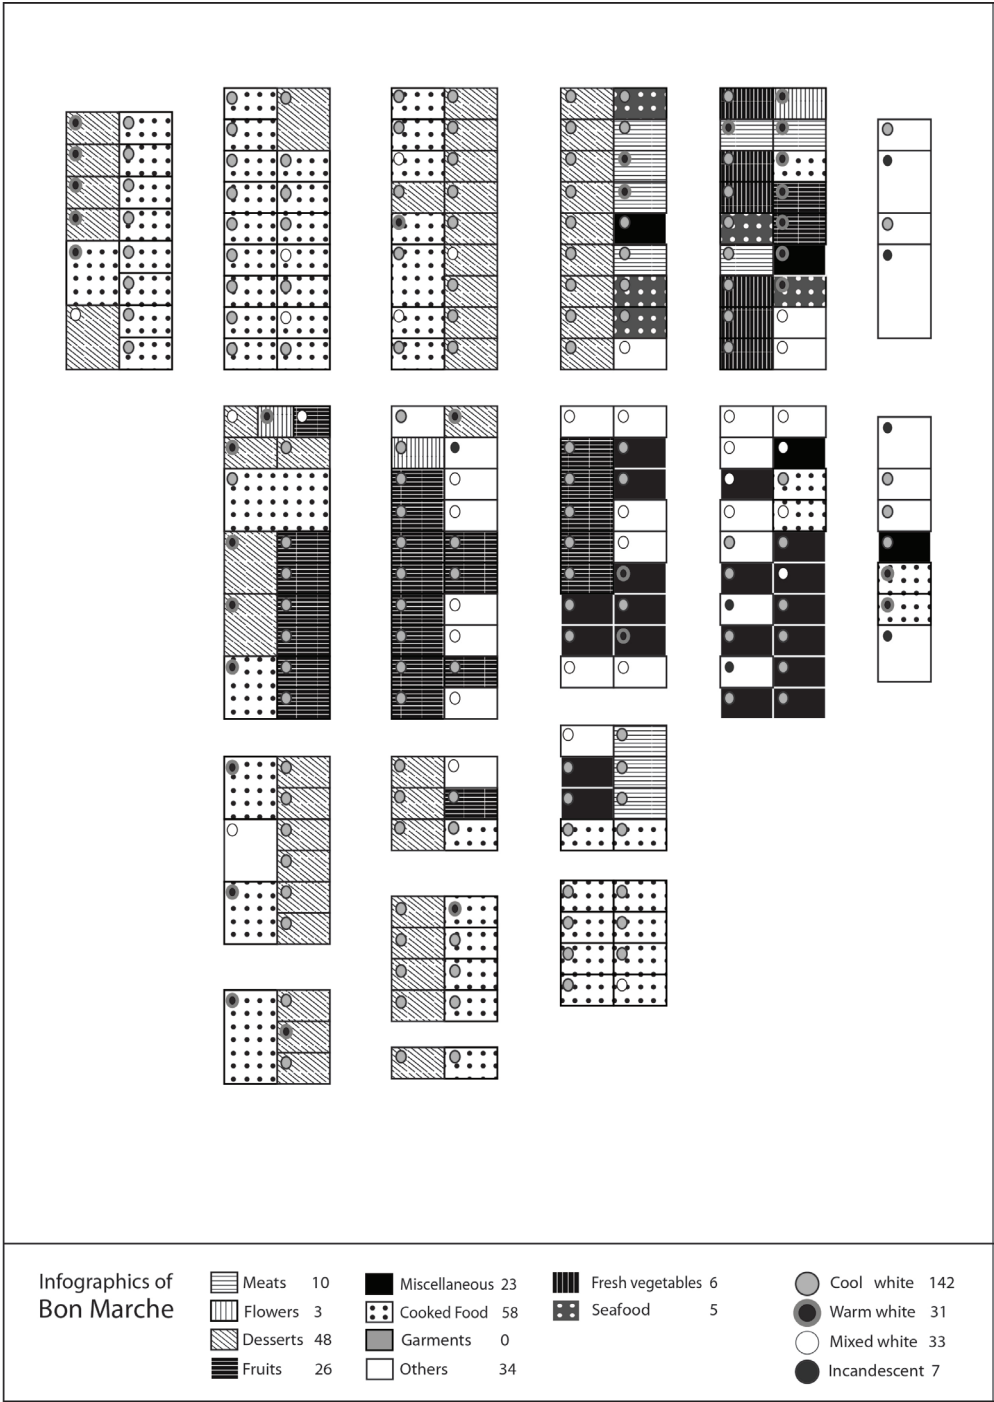 Infographics of
Bon Marche
Meats 10
Flowers 3
Desserts 48
Fruits 26
Miscellaneous 23
Cooked Food 58
Garments 0
Others 34
Fresh vegetables 6
Seafood 5
Cool white 142
Warm white 31
Mixed white 33
Incandescent 7